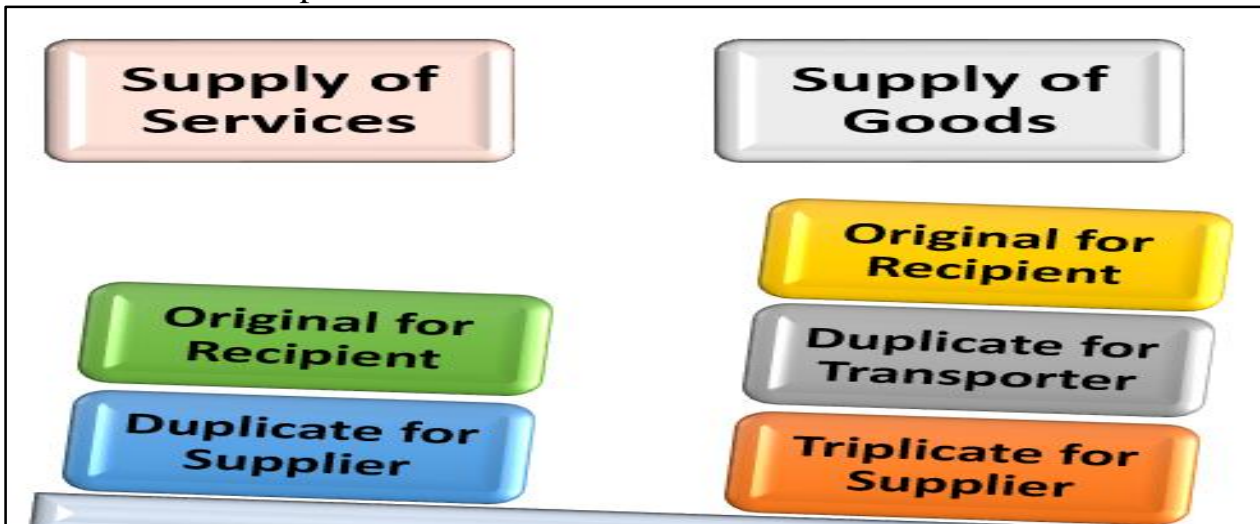 Supply of
Services
Supply of
Goods
Original for
Recipient
Duplicate for
Supplier
Original for
Recipient
Duplicate for
Transporter
Triplicate for
Supplier